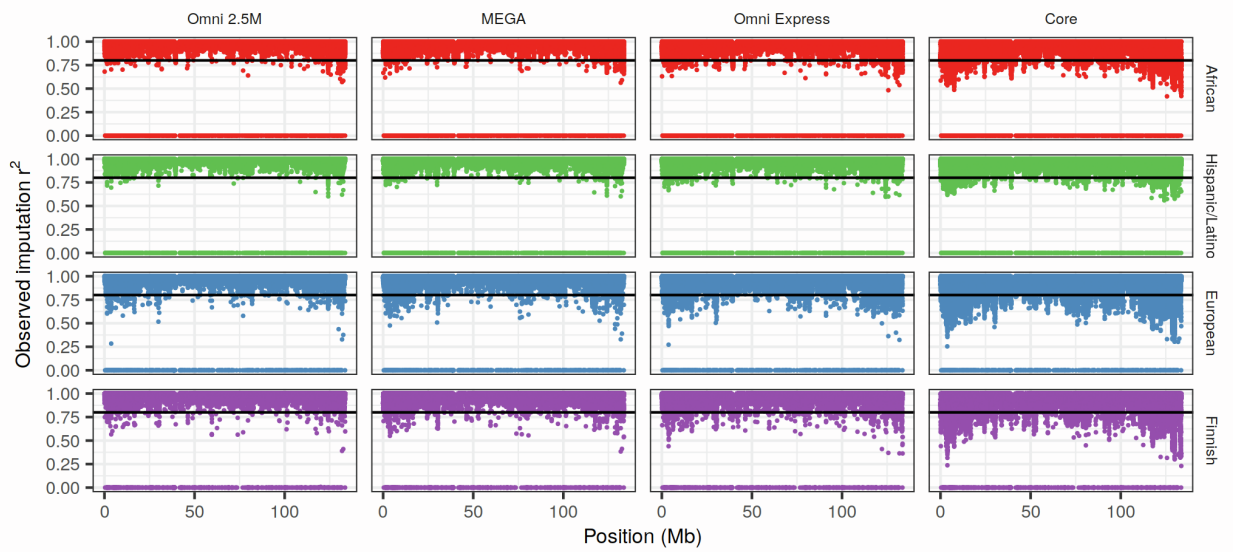 Omni 2.5M MEGA Omni Express Core
Observed imputation r²
1.00
0.75
0.50
0.25
0.00
African
1.00
0.75
0.50
0.25
0.00
Hispanic/Latino
1.00
0.75
0.50
0.25
0.00
European
1.00
0.75
0.50
0.25
0.00
Finnish
0 50 100 0 50 100 0 50 100 0 50 100
Position (Mb)